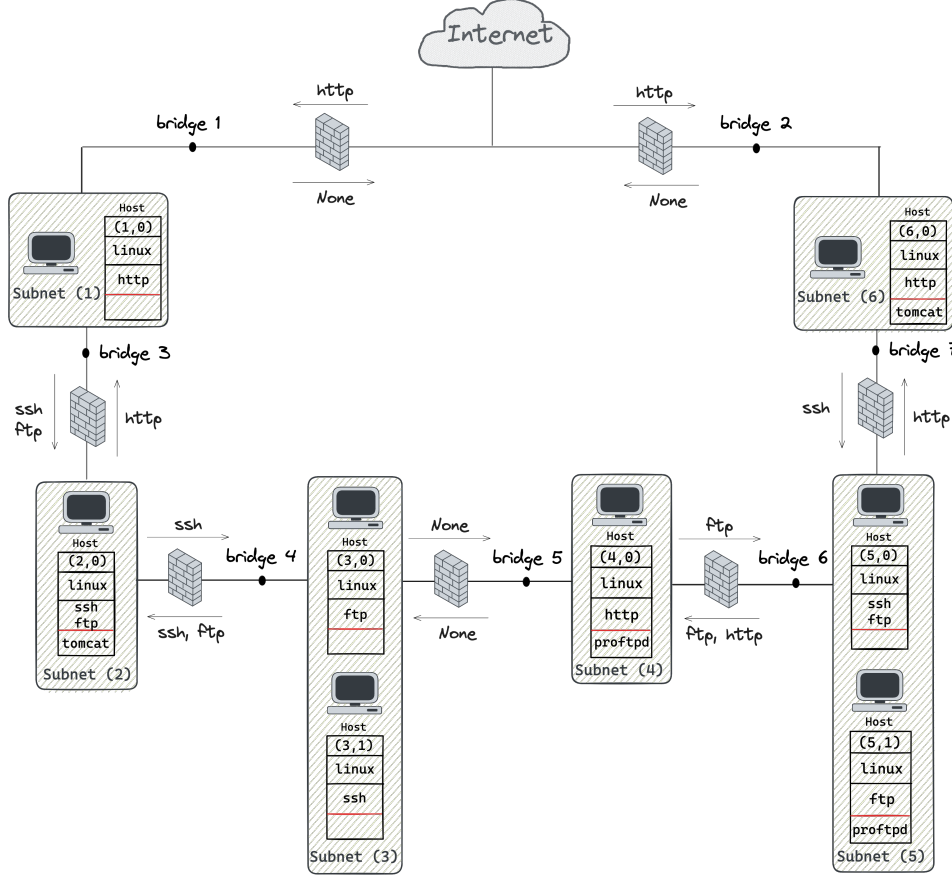 Internet
http
http
bridge 1
bridge 2
None
None
Host
(1,0)
linux
http
Subnet (1)
Host
(6,0)
linux
http
tomcat
Subnet (6)
bridge 3
bridge
ssh
ftp
http
ssh
http
Host
(2,0)
linux
ssh
ftp
tomcat
Subnet (2)
ssh
bridge 4
ssh, ftp
Host
(3,0)
linux
ftp
Host
(3,1)
linux
ssh
Subnet (3)
None
bridge 5
None
Host
(4,0)
linux
http
proftpd
Subnet (4)
ftp
bridge 6
ftp, http
Host
(5,0)
linux
ssh
ftp
Host
(5,1)
linux
ftp
proftpd
Subnet (5)